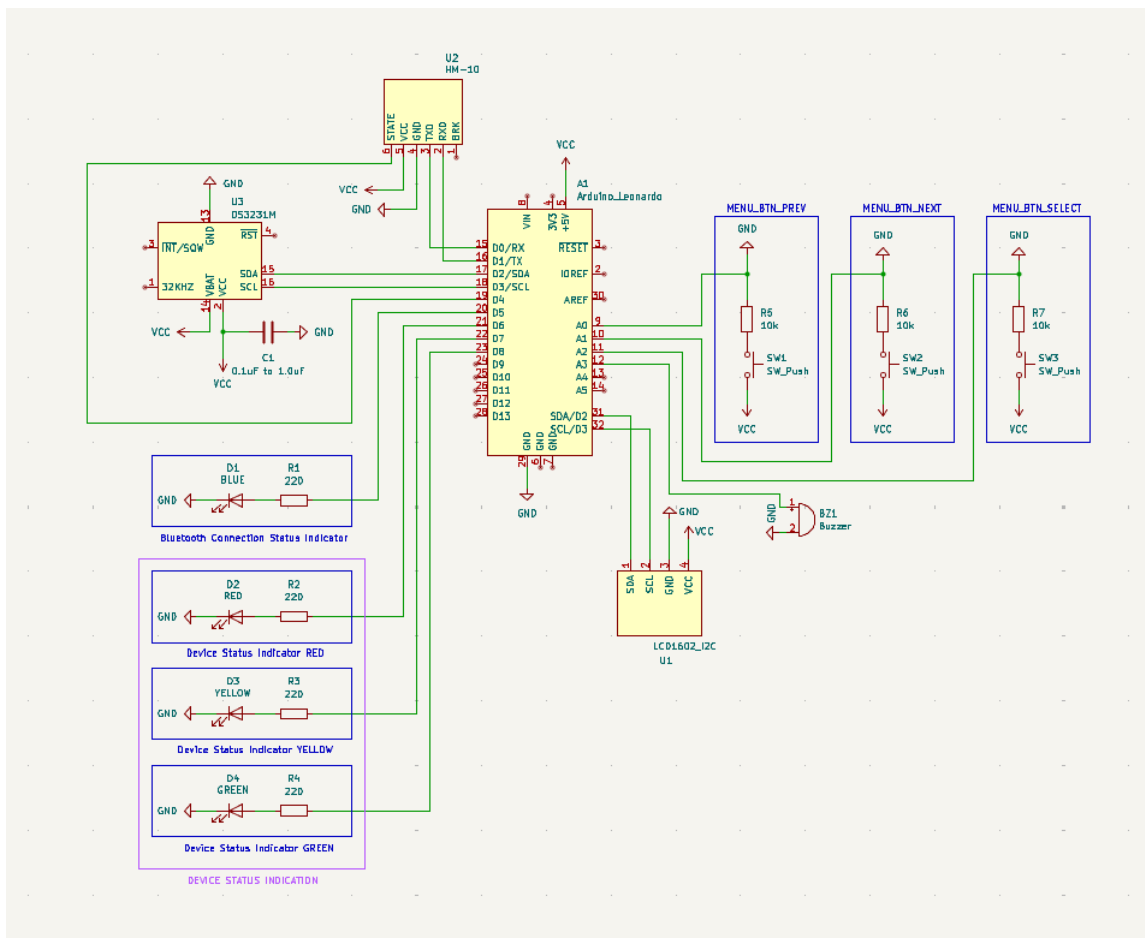 U2
HM-10
STATE
VCC
GND
TXD
RXD
BRK
6
5
4
3
2
1
VCC
GND
GND
13
U3
DS3231M
GND
RST
4
3
INT/SQW
SDA
15
SCL
16
1
32KHZ
VBAT
VCC
14
2
VCC
VCC
C1
0.1uF to 1.0uF
GND
VCC
A1
Arduino_Leonardo
8
4
5
VIN
3V3
+5V
15
D0/RX
16
D1/TX
17
D2/SDA
18
D3/SCL
19
D4
20
D5
21
D6
22
D7
23
D8
24
D9
25
D10
26
D11
27
D12
28
D13
RESET
3
IOREF
2
AREF
30
A0
9
A1
10
A2
11
A3
12
A4
13
A5
14
SDA/D2
31
SCL/D3
32
GND
GND
GND
29
6
7
GND
MENU_BTN_PREV
GND
R5
10k
SW1
SW_Push
VCC
MENU_BTN_NEXT
GND
R6
10k
SW2
SW_Push
VCC
MENU_BTN_SELECT
GND
R7
10k
SW3
SW_Push
VCC
GND
1
+
2
BZ1
Buzzer
GND
VCC
1
2
3
4
SDA
SCL
GND
VCC
LCD1602_I2C
U1
D1
BLUE
R1
220
GND
Bluetooth Connection Status Indicator
D2
RED
R2
220
GND
Device Status Indicator RED
D3
YELLOW
R3
220
GND
Device Status Indicator YELLOW
D4
GREEN
R4
220
GND
Device Status Indicator GREEN
DEVICE STATUS INDICATION